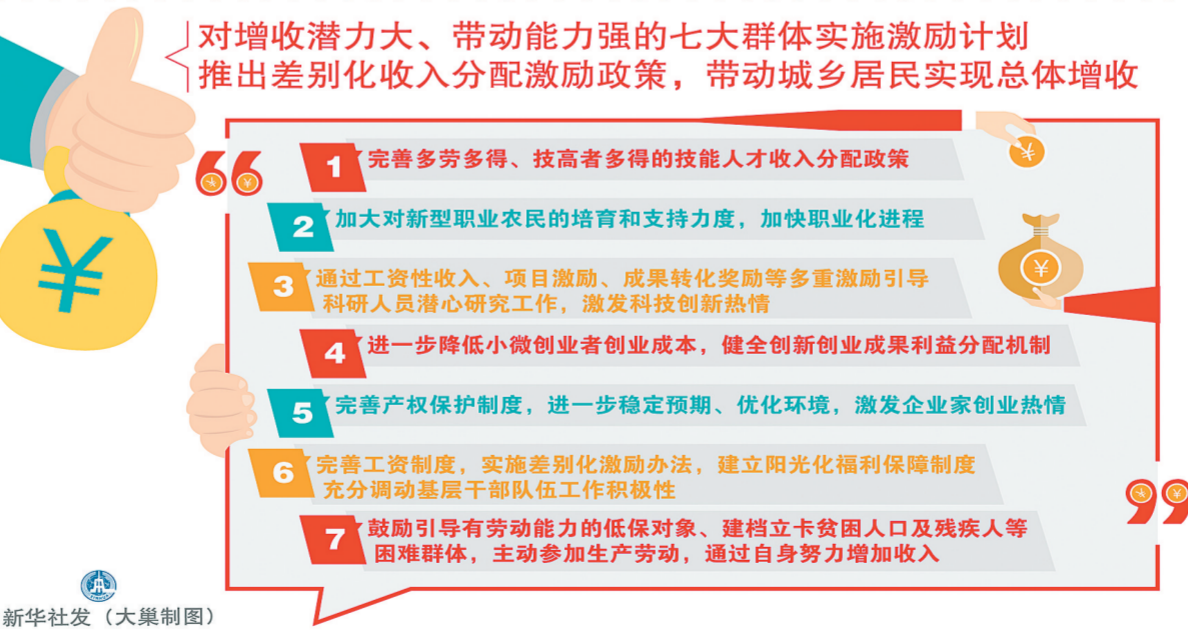 对增收潜力大、带动能力强的七大群体实施激励计划
推出差别化收入分配激励政策，带动城乡居民实现总体增收
1 完善多劳多得、技高者多得的技能人才收入分配政策
2 加大对新型职业农民的培育和支持力度，加快职业化进程
3 通过工资性收入、项目激励、成果转化奖励等多重激励引导
科研人员潜心研究工作，激发科技创新热情
4 进一步降低小微创业者创业成本，健全创新创业成果利益分配机制
5 完善产权保护制度，进一步稳定预期、优化环境，激发企业家创业热情
6 完善工资制度，实施差别化激励办法，建立阳光化福利保障制度
充分调动基层干部队伍工作积极性
7 鼓励引导有劳动能力的低保对象、建档立卡贫困人口及残疾人等
困难群体，主动参加生产劳动，通过自身努力增加收入
¥
¥
¥
¥
新华社发（大巢制图）